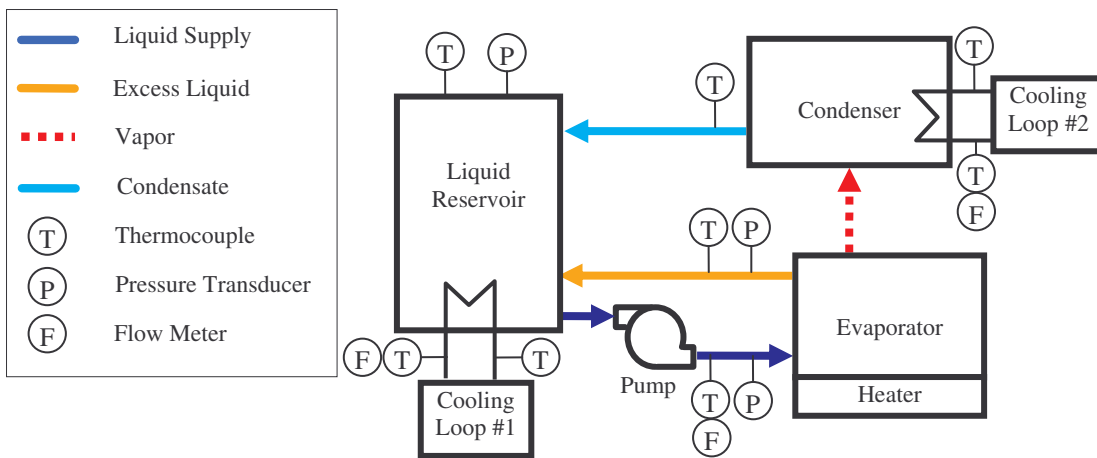 Liquid Supply
Excess Liquid
Vapor
Condensate
T
Thermocouple
P
Pressure Transducer
F
Flow Meter
T
P
Liquid
Reservoir
F
T
T
Cooling
Loop #1
T
Condenser
T
Cooling
Loop #2
T
F
T
P
Pump
T
P
F
Evaporator
Heater